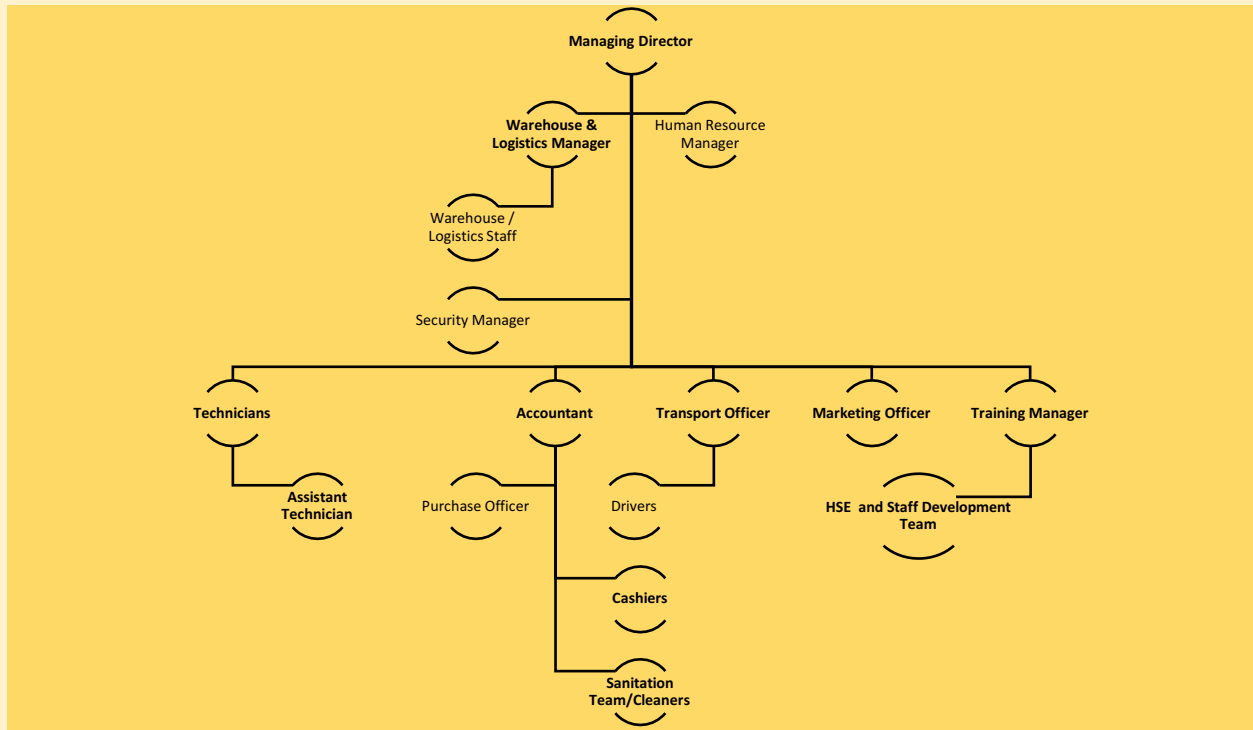 Managing Director
Warehouse &
Logistics Manager
Human Resource
Manager
Warehouse /
Logistics Staff
Security Manager
Technicians
Accountant
Transport Officer
Marketing Officer
Training Manager
Assistant
Technician
Purchase Officer
Drivers
HSE  and Staff Development
Team
Cashiers
Sanitation
Team/Cleaners